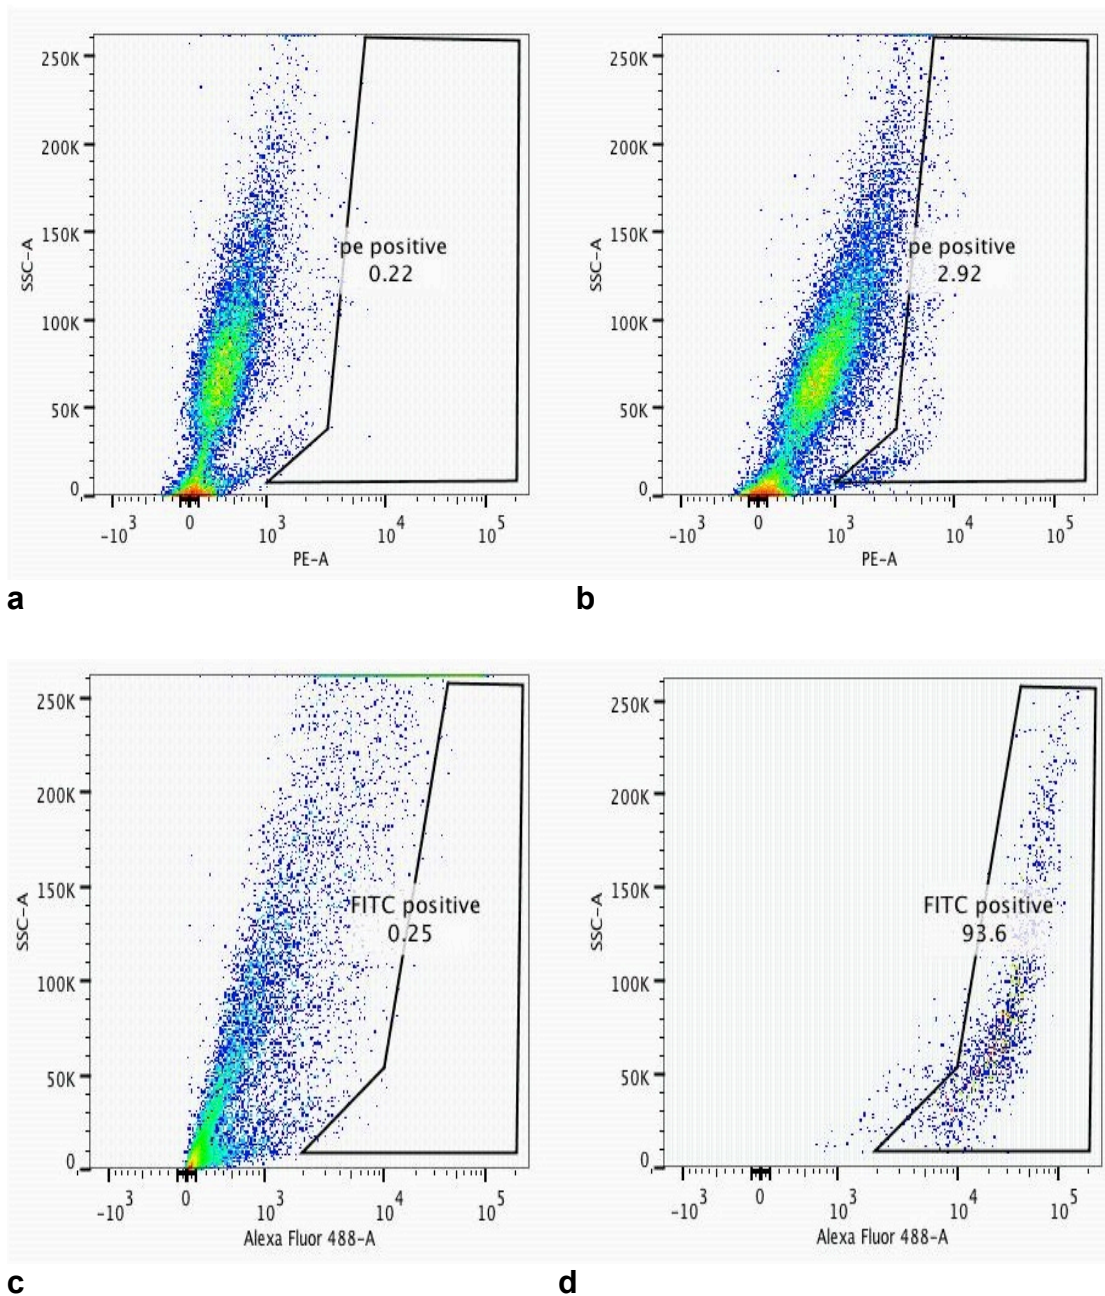 250K
200K
150K
100K
50K
0
SSC-A
pe positive
0.22
-10^3 0 10^3 10^4 10^5
PE-A
a
250K
200K
150K
100K
50K
0
SSC-A
pe positive
2.92
-10^3 0 10^3 10^4 10^5
PE-A
b
250K
200K
150K
100K
50K
0
SSC-A
FITC positive
0.25
-10^3 0 10^3 10^4 10^5
Alexa Fluor 488-A
c
250K
200K
150K
100K
50K
0
SSC-A
FITC positive
93.6
-10^3 0 10^3 10^4 10^5
Alexa Fluor 488-A
d